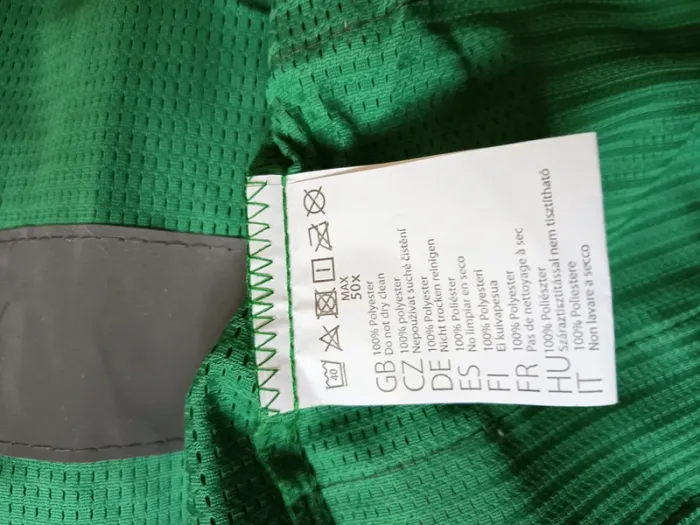 40
MAX
50x
GB 100% Polyester
Do not dry clean
CZ 100% polyester
Nepoužívat suché čistění
DE 100% Polyester
Nicht trocken reinigen
ES 100% Poliéster
No limpiar en seco
FI 100% Polyesteri
Ei kuivapesua
FR 100% Polyester
Pas de nettoyage à sec
HU 100% Poliészter
Száraztisztítással nem tisztítható
IT 100% Poliestere
Non lavare a secco